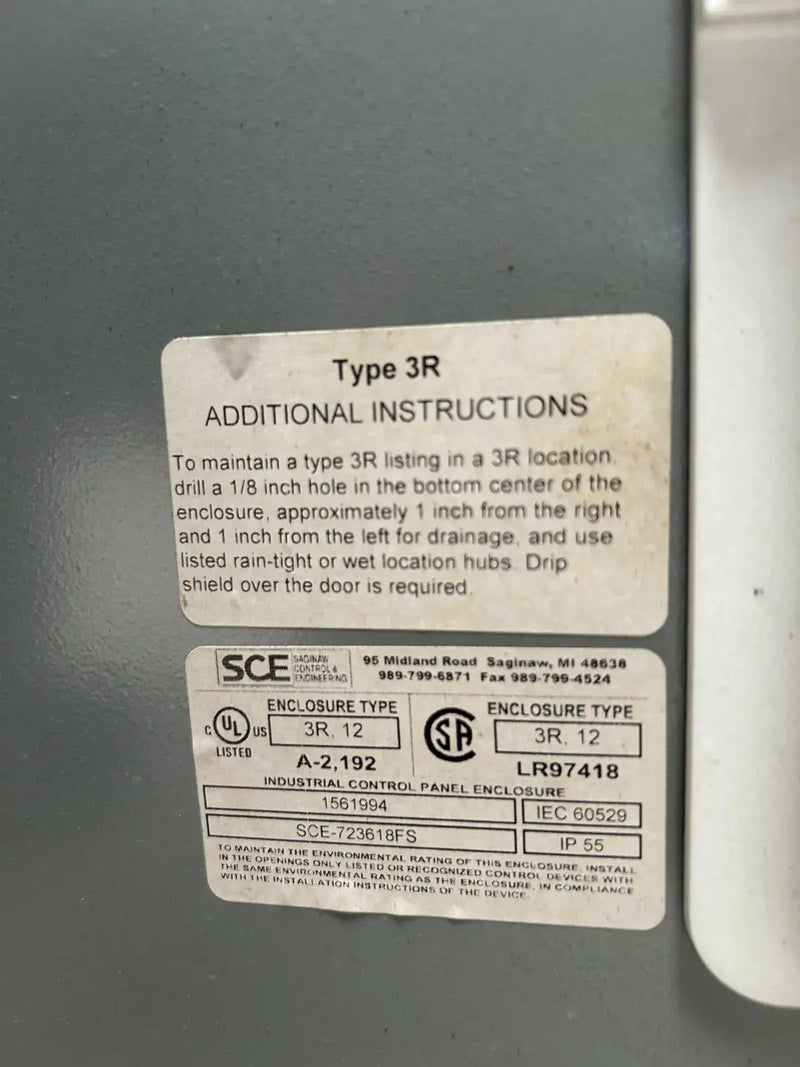 Type 3R
ADDITIONAL INSTRUCTIONS
To maintain a type 3R listing in a 3R location
drill a 1/8 inch hole in the bottom center of the
enclosure, approximately 1 inch from the right
and 1 inch from the left for drainage, and use
listed rain-tight or wet location hubs. Drip
shield over the door is required.
SCE SAGINAW CONTROL & ENGINEERING
95 Midland Road Saginaw, MI 48638
989-799-6871 Fax 989-799-4524
C UL US LISTED
ENCLOSURE TYPE
3R, 12
A-2,192
SA
ENCLOSURE TYPE
3R, 12
LR97418
INDUSTRIAL CONTROL PANEL ENCLOSURE
1561994
IEC 60529
SCE-723618FS
IP 55
TO MAINTAIN THE ENVIRONMENTAL RATING OF THIS ENCLOSURE, INSTALL
IN THE OPENINGS ONLY LISTED OR RECOGNIZED CONTROL DEVICES WITH
THE SAME ENVIRONMENTAL RATING AS THE ENCLOSURE, IN COMPLIANCE
WITH THE INSTALLATION INSTRUCTIONS OF THE DEVICE.